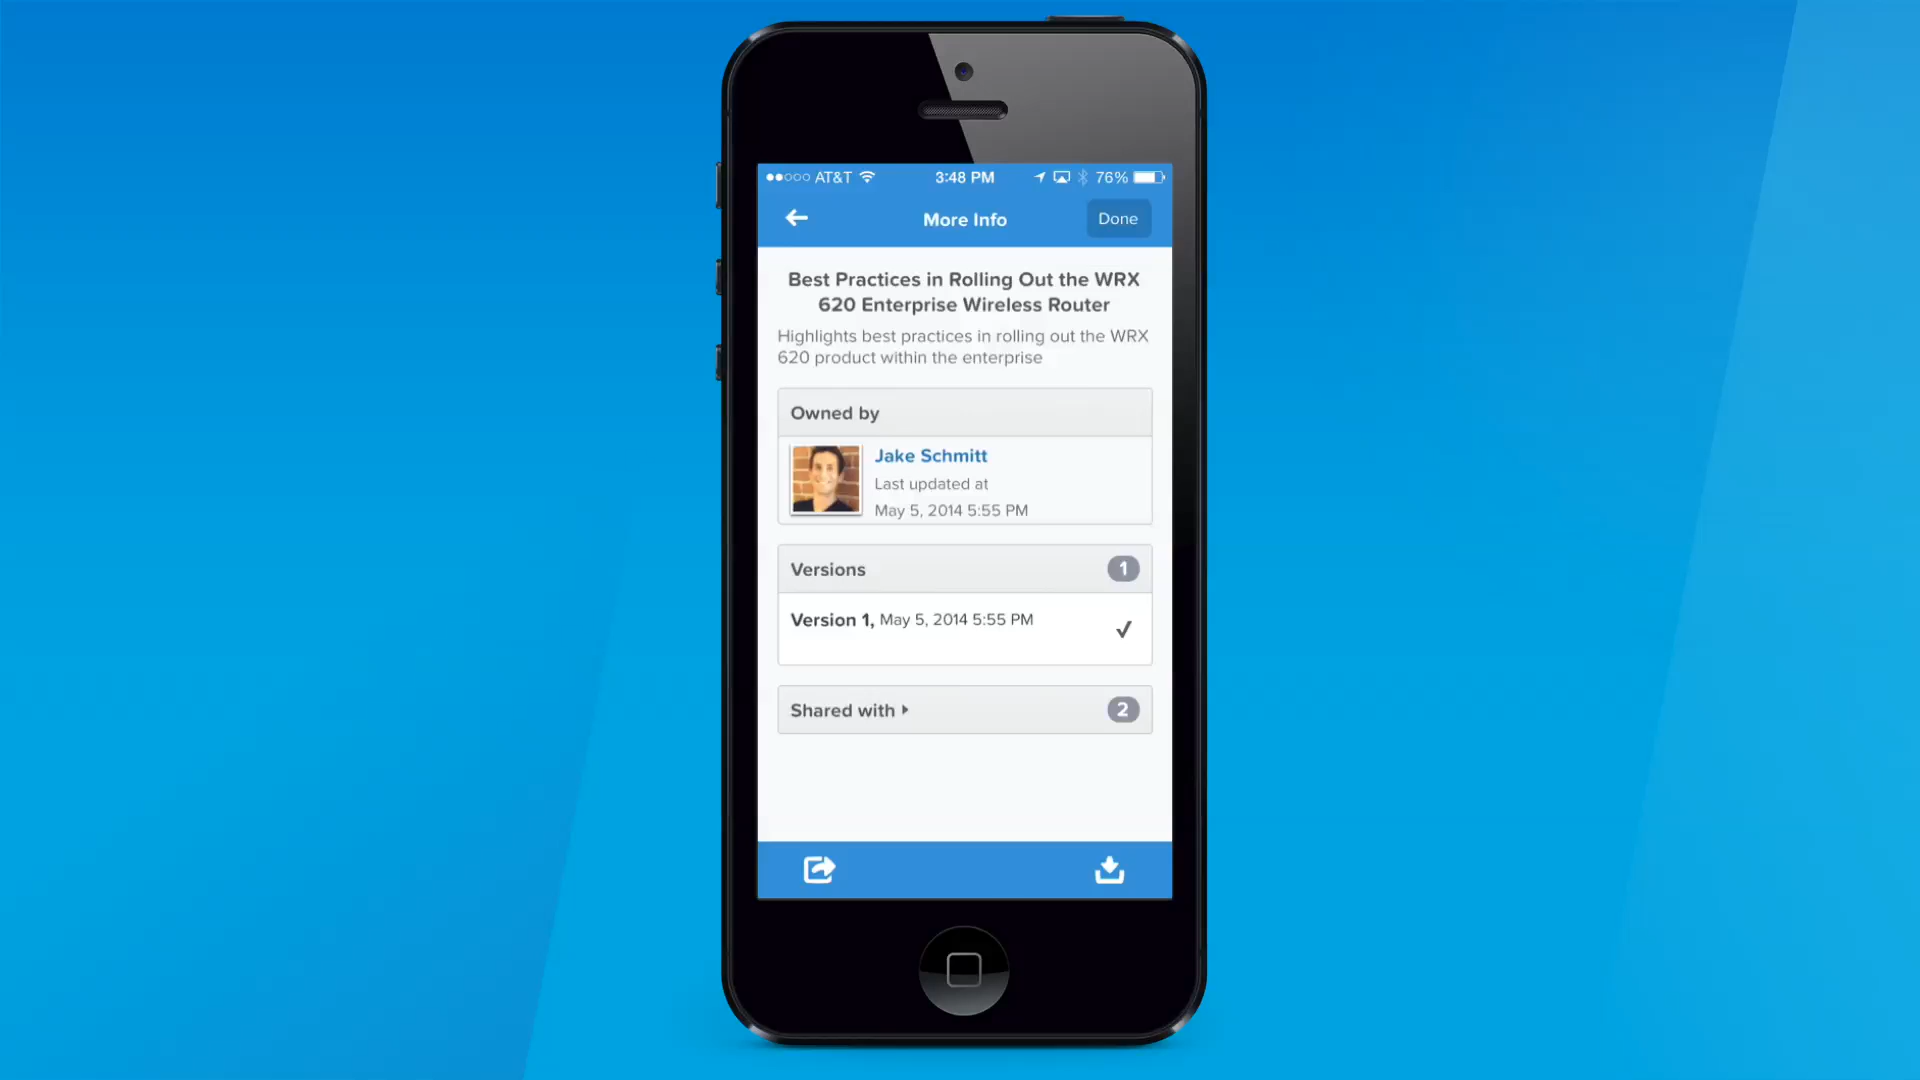 AT&T 3:48 PM 76%
More Info Done
Best Practices in Rolling Out the WRX
620 Enterprise Wireless Router
Highlights best practices in rolling out the WRX
620 product within the enterprise
Owned by
Jake Schmitt
Last updated at
May 5, 2014 5:55 PM
Versions 1
Version 1, May 5, 2014 5:55 PM
Shared with 2